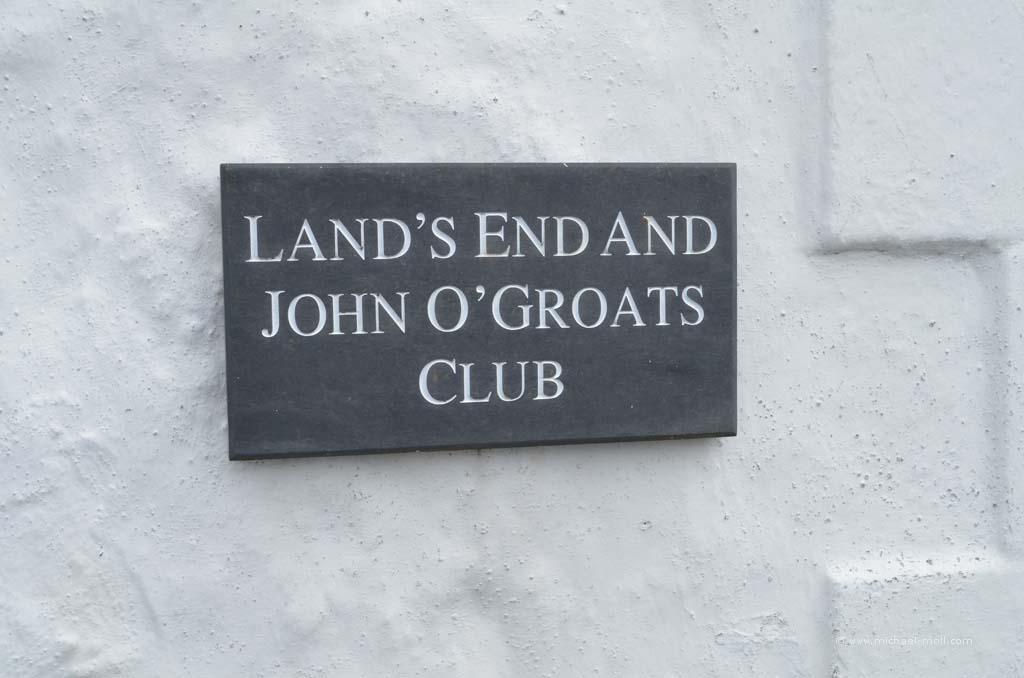 LAND'S END AND
JOHN O'GROATS
CLUB
© www.michael-moll.com